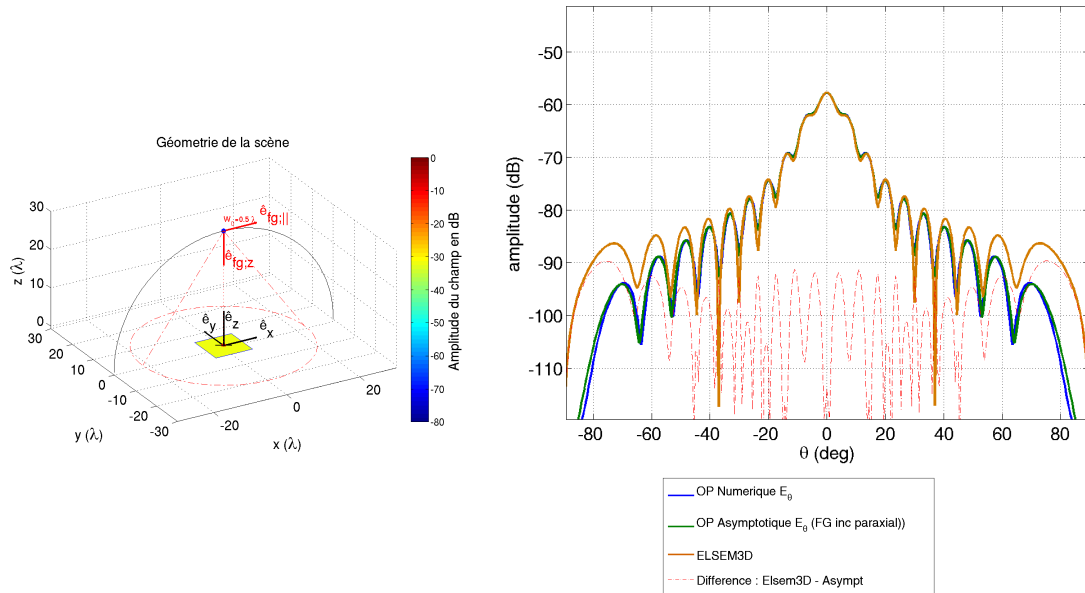 Géometrie de la scène
W₀=0.5 λ
ê_fg;||
ê_fg;z
ê_y
ê_z
ê_x
z (λ)
30
20
10
0
y (λ)
30
20
10
0
-10
-20
-30
x (λ)
-20
0
20
Amplitude du champ en dB
0
-10
-20
-30
-40
-50
-60
-70
-80
amplitude (dB)
-50
-60
-70
-80
-90
-100
-110
-80 -60 -40 -20 0 20 40 60 80
θ (deg)
OP Numerique E_θ
OP Asymptotique E_θ (FG inc paraxial))
ELSEM3D
Difference : Elsem3D - Asympt